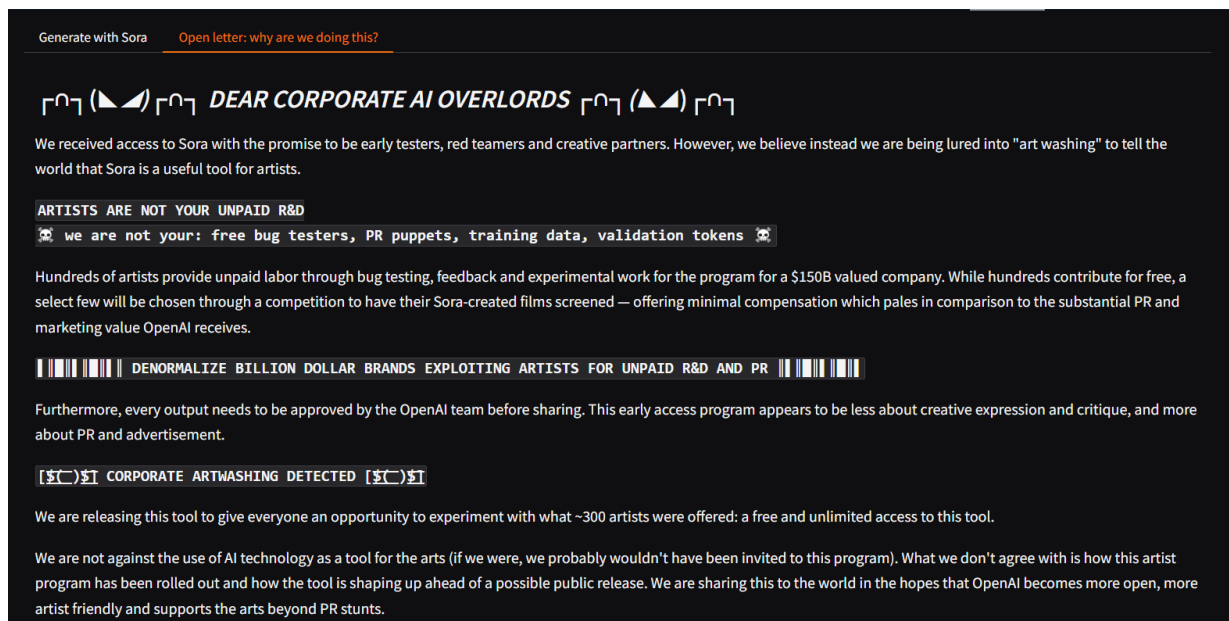 Generate with Sora
Open letter: why are we doing this?
┌∩┐(◣◢)┌∩┐ DEAR CORPORATE AI OVERLORDS ┌∩┐(◣◢)┌∩┐
We received access to Sora with the promise to be early testers, red teamers and creative partners. However, we believe instead we are being lured into "art washing" to tell the
world that Sora is a useful tool for artists.
ARTISTS ARE NOT YOUR UNPAID R&D
☠️ we are not your: free bug testers, PR puppets, training data, validation tokens ☠️
Hundreds of artists provide unpaid labor through bug testing, feedback and experimental work for the program for a $150B valued company. While hundreds contribute for free, a
select few will be chosen through a competition to have their Sora-created films screened — offering minimal compensation which pales in comparison to the substantial PR and
marketing value OpenAI receives.
DENORMALIZE BILLION DOLLAR BRANDS EXPLOITING ARTISTS FOR UNPAID R&D AND PR
Furthermore, every output needs to be approved by the OpenAI team before sharing. This early access program appears to be less about creative expression and critique, and more
about PR and advertisement.
[̲̅$̲̅(̲̅ )̲̅$̲̅] CORPORATE ARTWASHING DETECTED [̲̅$̲̅(̲̅ )̲̅$̲̅]
We are releasing this tool to give everyone an opportunity to experiment with what ~300 artists were offered: a free and unlimited access to this tool.
We are not against the use of AI technology as a tool for the arts (if we were, we probably wouldn't have been invited to this program). What we don't agree with is how this artist
program has been rolled out and how the tool is shaping up ahead of a possible public release. We are sharing this to the world in the hopes that OpenAI becomes more open, more
artist friendly and supports the arts beyond PR stunts.